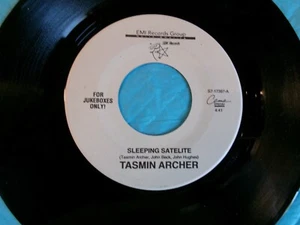 EMI Records Group
FOR
JUKEBOXES
ONLY!
SLEEPING SATELITE
(Tasmin Archer, John Beck, John Hughes)
TASMIN ARCHER